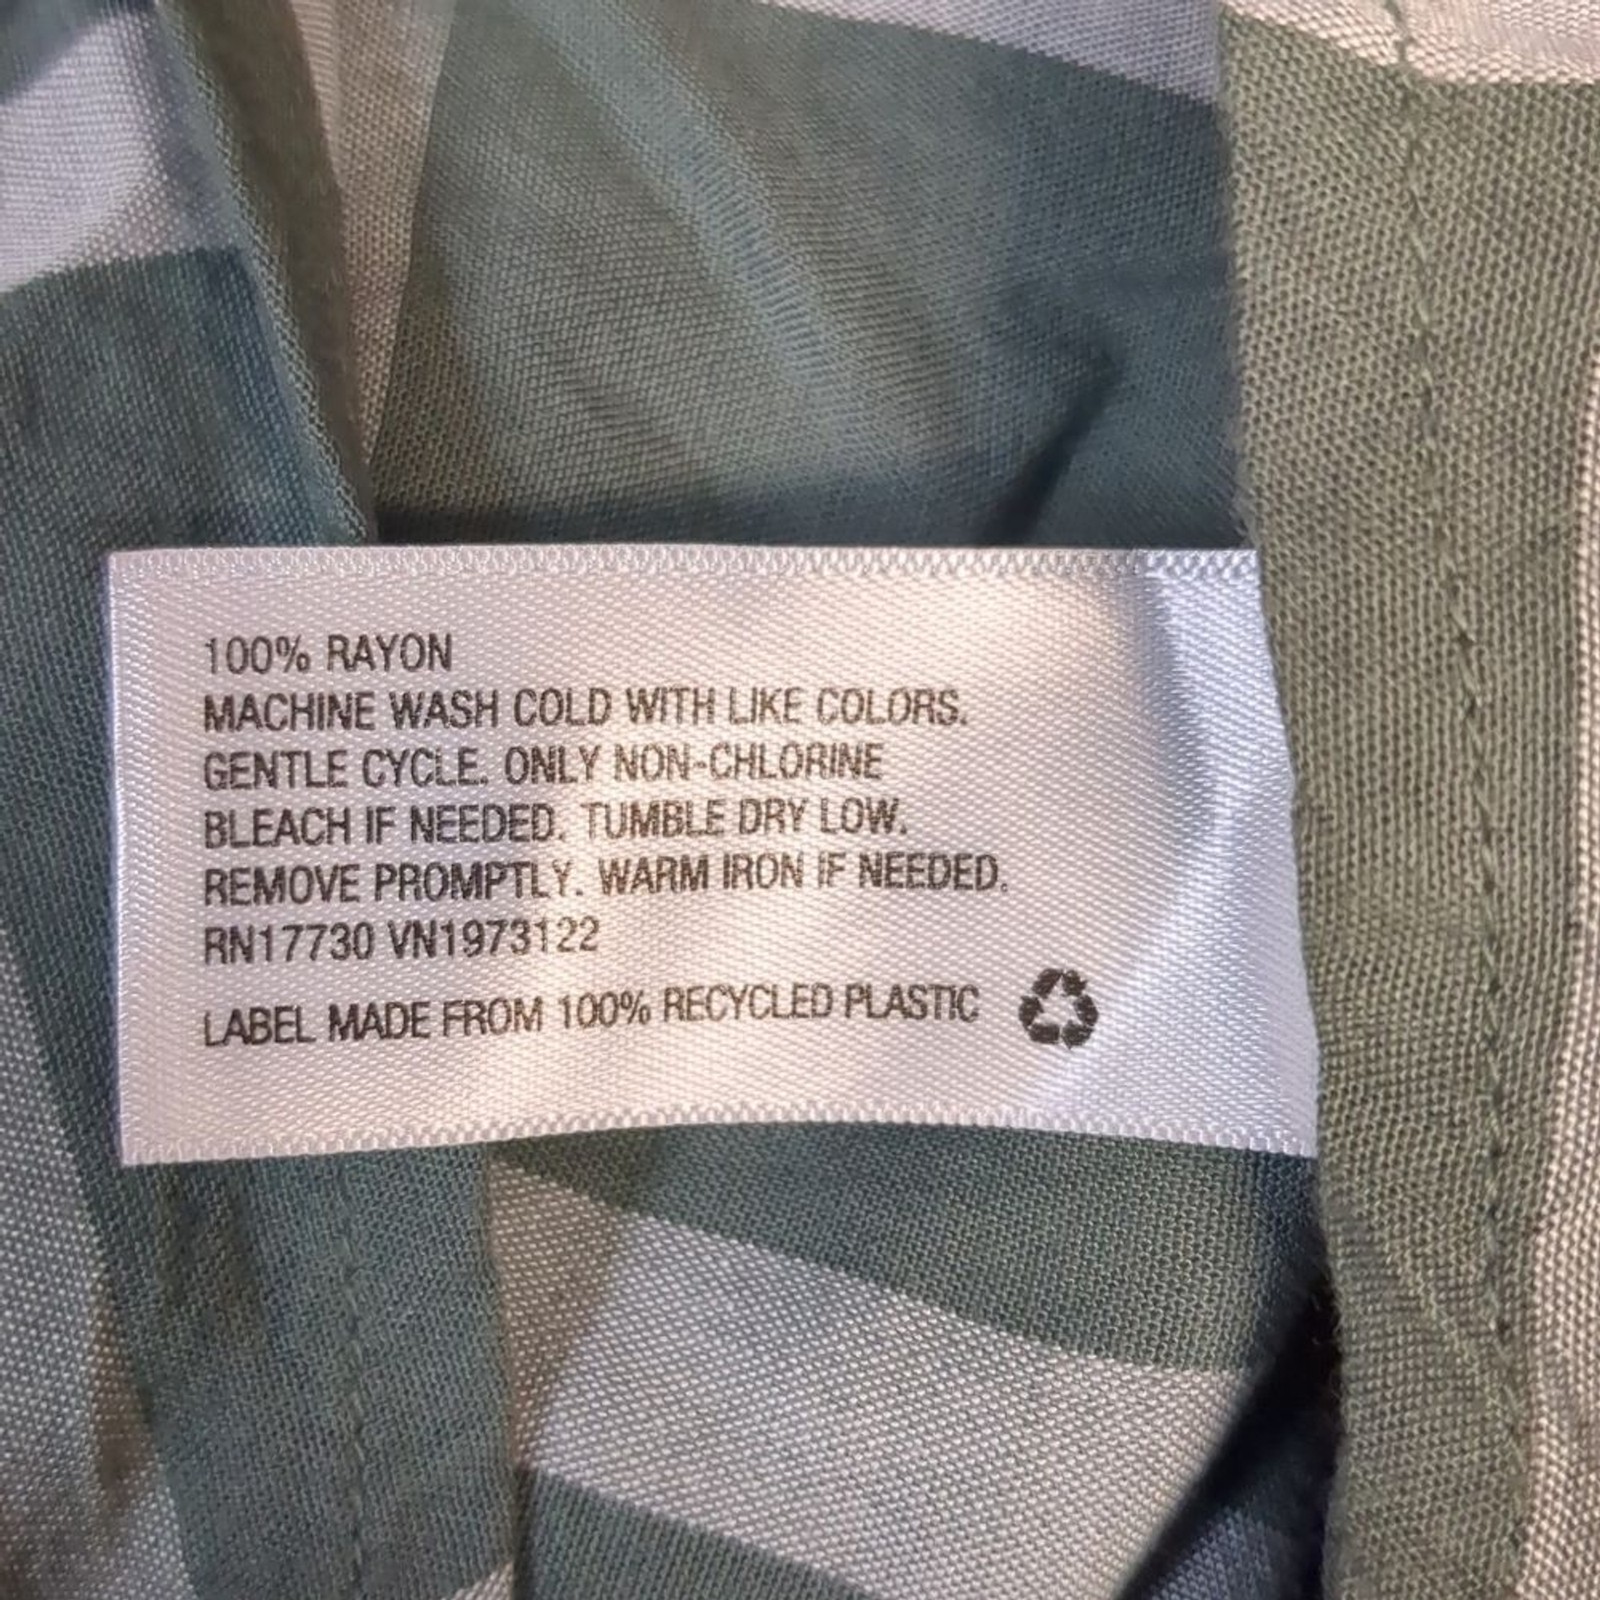 100% RAYON
MACHINE WASH COLD WITH LIKE COLORS.
GENTLE CYCLE. ONLY NON-CHLORINE
BLEACH IF NEEDED. TUMBLE DRY LOW.
REMOVE PROMPTLY. WARM IRON IF NEEDED.
RN17730 VN1973122
LABEL MADE FROM 100% RECYCLED PLASTIC